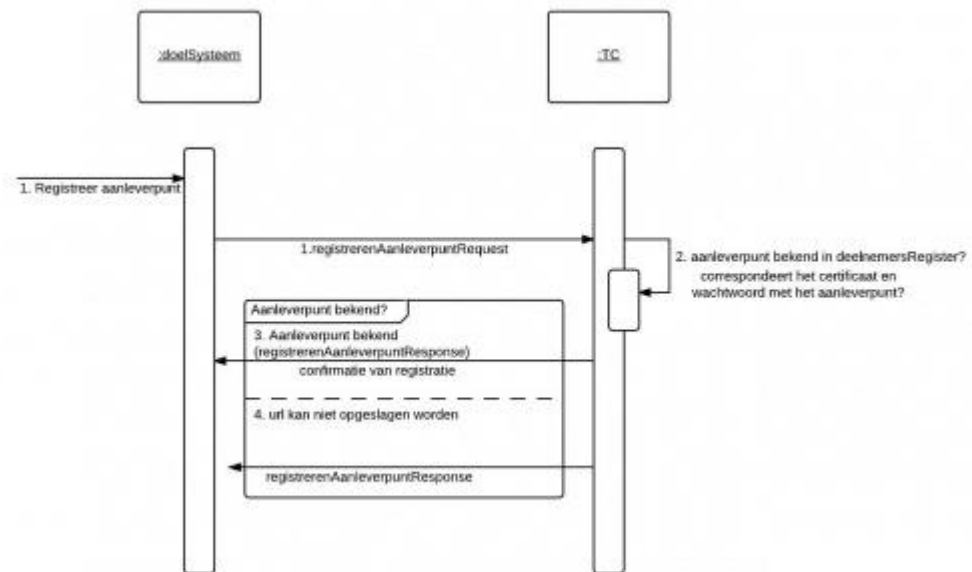 :doelSysteem
:TC
1. Registreer aanleverpunt
1.registrerenAanleverpuntRequest
2. aanleverpunt bekend in deelnemersRegister?
correspondeert het certificaat en
wachtwoord met het aanleverpunt?
Aanleverpunt bekend?
3. Aanleverpunt bekend
(registrerenAanleverpuntResponse)
confirmatie van registratie
4. url kan niet opgeslagen worden
registrerenAanleverpuntResponse